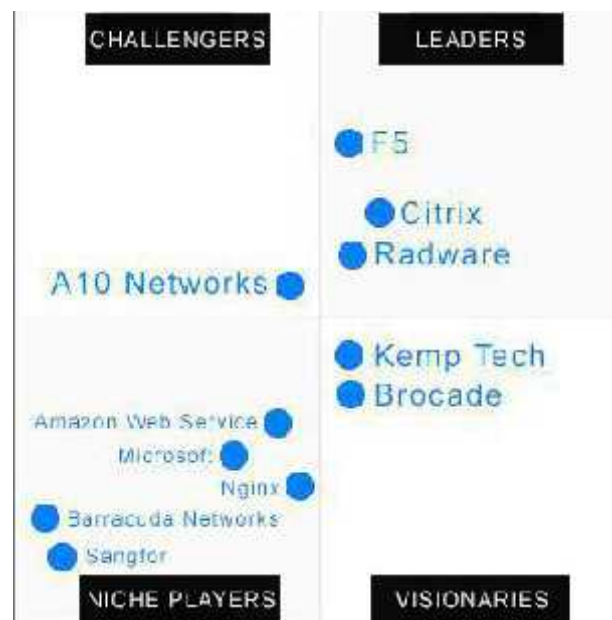 CHALLENGERS
LEADERS
F5
Citrix
Radware
A10 Networks
Kemp Tech
Brocade
Amazon Web Service
Microsoft
Nginx
Barracuda Networks
Sangfor
NICHE PLAYERS
VISIONARIES